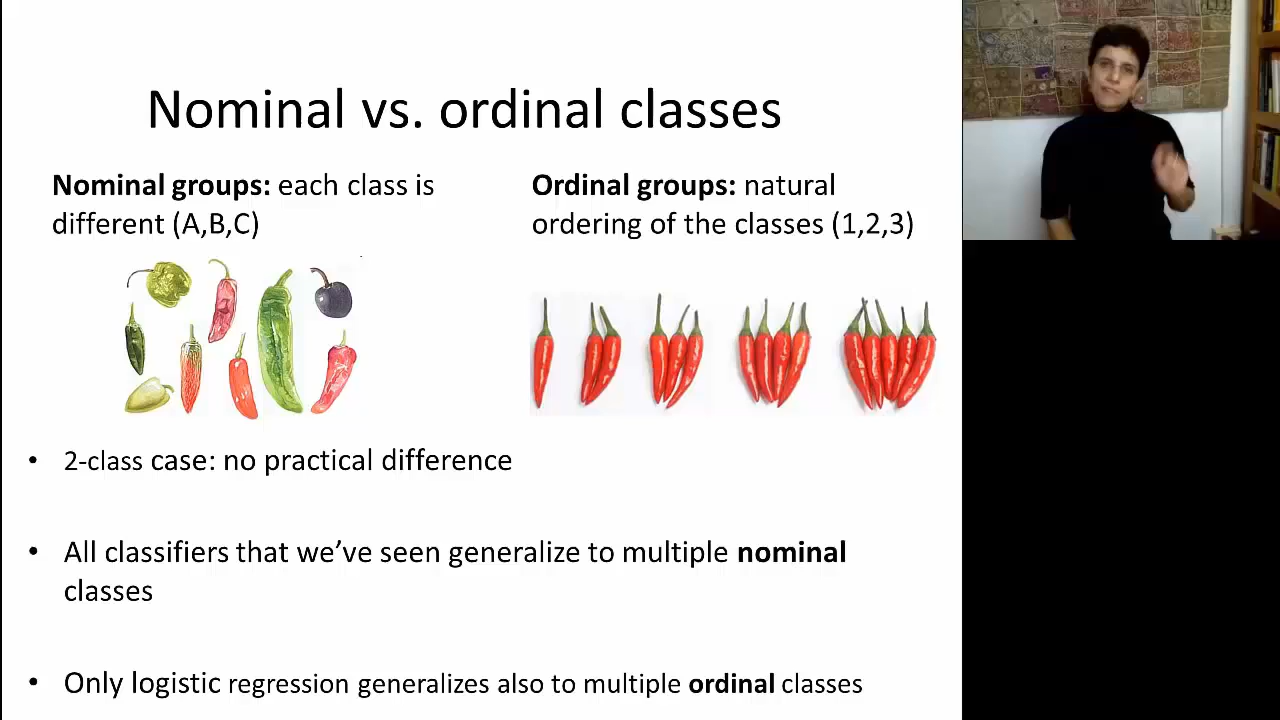 Nominal vs. ordinal classes
Nominal groups: each class is
different (A,B,C)
Ordinal groups: natural
ordering of the classes (1,2,3)
• 2-class case: no practical difference
• All classifiers that we’ve seen generalize to multiple nominal
classes
• Only logistic regression generalizes also to multiple ordinal classes